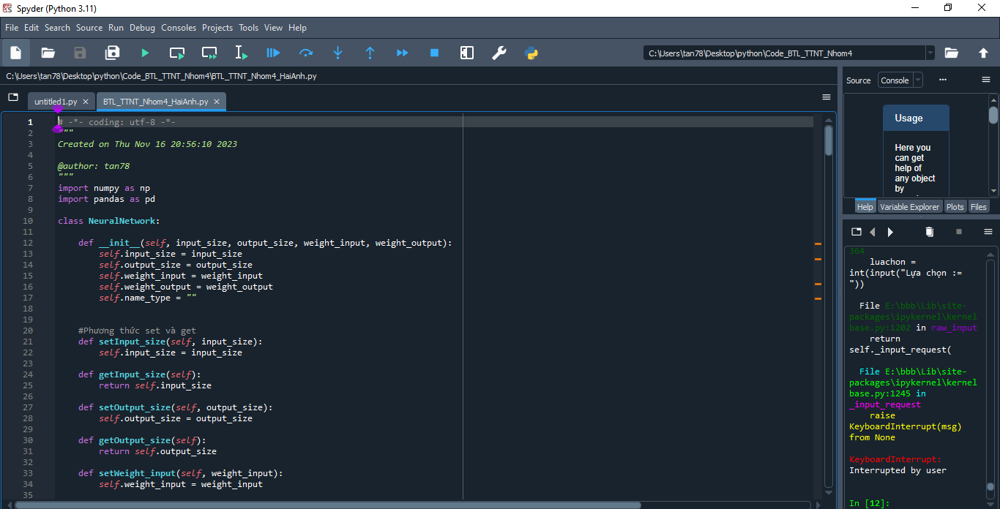 Spyder (Python 3.11)
File Edit Search Source Run Debug Consoles Projects Tools View Help
C:\Users\tan78\Desktop\python\Code_BTL_TTNT_Nhom4
C:\Users\tan78\Desktop\python\Code_BTL_TTNT_Nhom4\BTL_TTNT_Nhom4_HaiAnh.py
untitled1.py BTL_TTNT_Nhom4_HaiAnh.py
1 # -*- coding: utf-8 -*-
2 """
3 Created on Thu Nov 16 20:56:10 2023
4
5 @author: tan78
6 """
7 import numpy as np
8 import pandas as pd
9
10 class NeuralNetwork:
11
12     def __init__(self, input_size, output_size, weight_input, weight_output):
13         self.input_size = input_size
14         self.output_size = output_size
15         self.weight_input = weight_input
16         self.weight_output = weight_output
17         self.name_type = ""
18
19
20     #Phương thức set và get
21     def setInput_size(self, input_size):
22         self.input_size = input_size
23
24     def getInput_size(self):
25         return self.input_size
26
27     def setOutput_size(self, output_size):
28         self.output_size = output_size
29
30     def getOutput_size(self):
31         return self.output_size
32
33     def setWeight_input(self, weight_input):
34         self.weight_input = weight_input
35
Source Console
Usage
Here you
can get
help of
any object
by
Help Variable Explorer Plots Files
364
luachon =
int(input("Lựa chọn :=
"))
File E:\bbb\Lib\site-
packages\ipykernel\kernel
base.py:1202 in raw_input
return
self._input_request(
File E:\bbb\Lib\site-
packages\ipykernel\kernel
base.py:1245 in
_input_request
raise
KeyboardInterrupt(msg)
from None
KeyboardInterrupt:
Interrupted by user
In [12]: